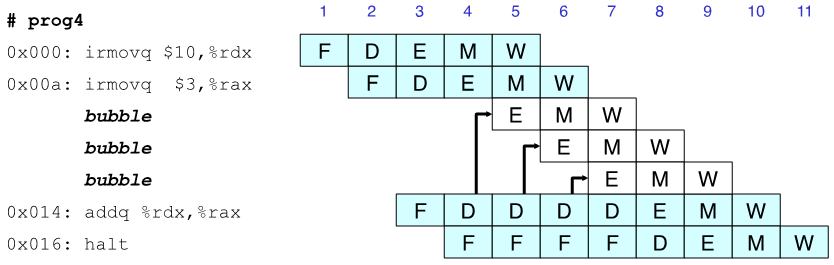 1 2 3 4 5 6 7 8 9 10 11
# prog4
0x000: irmovq $10,%rdx F D E M W
0x00a: irmovq $3,%rax F D E M W
bubble E M W
bubble E M W
bubble E M W
0x014: addq %rdx,%rax F D D D D E M W
0x016: halt F F F F D E M W